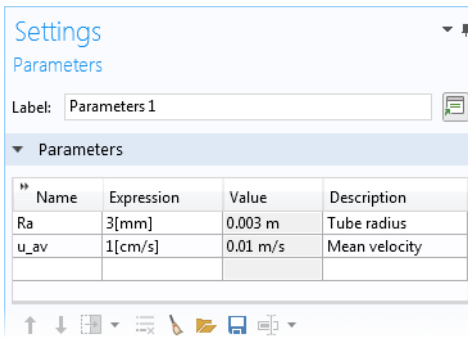 Settings
Parameters
Label: Parameters 1
Parameters
Name Expression Value Description
Ra 3[mm] 0.003 m Tube radius
u_av 1[cm/s] 0.01 m/s Mean velocity